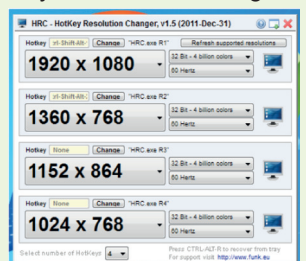 HRC - HotKey Resolution Changer, v1.5 (2011-Dec-31)
Hotkey Change "HRC.exe R1" Refresh supported resolutions
1920 x 1080
32 Bit - 4 billion colors
60 Hertz
Hotkey Change "HRC.exe R2"
1360 x 768
32 Bit - 4 billion colors
60 Hertz
Hotkey None Change "HRC.exe R3"
1152 x 864
32 Bit - 4 billion colors
60 Hertz
Hotkey None Change "HRC.exe R4"
1024 x 768
32 Bit - 4 billion colors
60 Hertz
Select number of HotKeys 4
Press CTRL-ALT-R to recover from tray
For support visit http://www.funk.eu